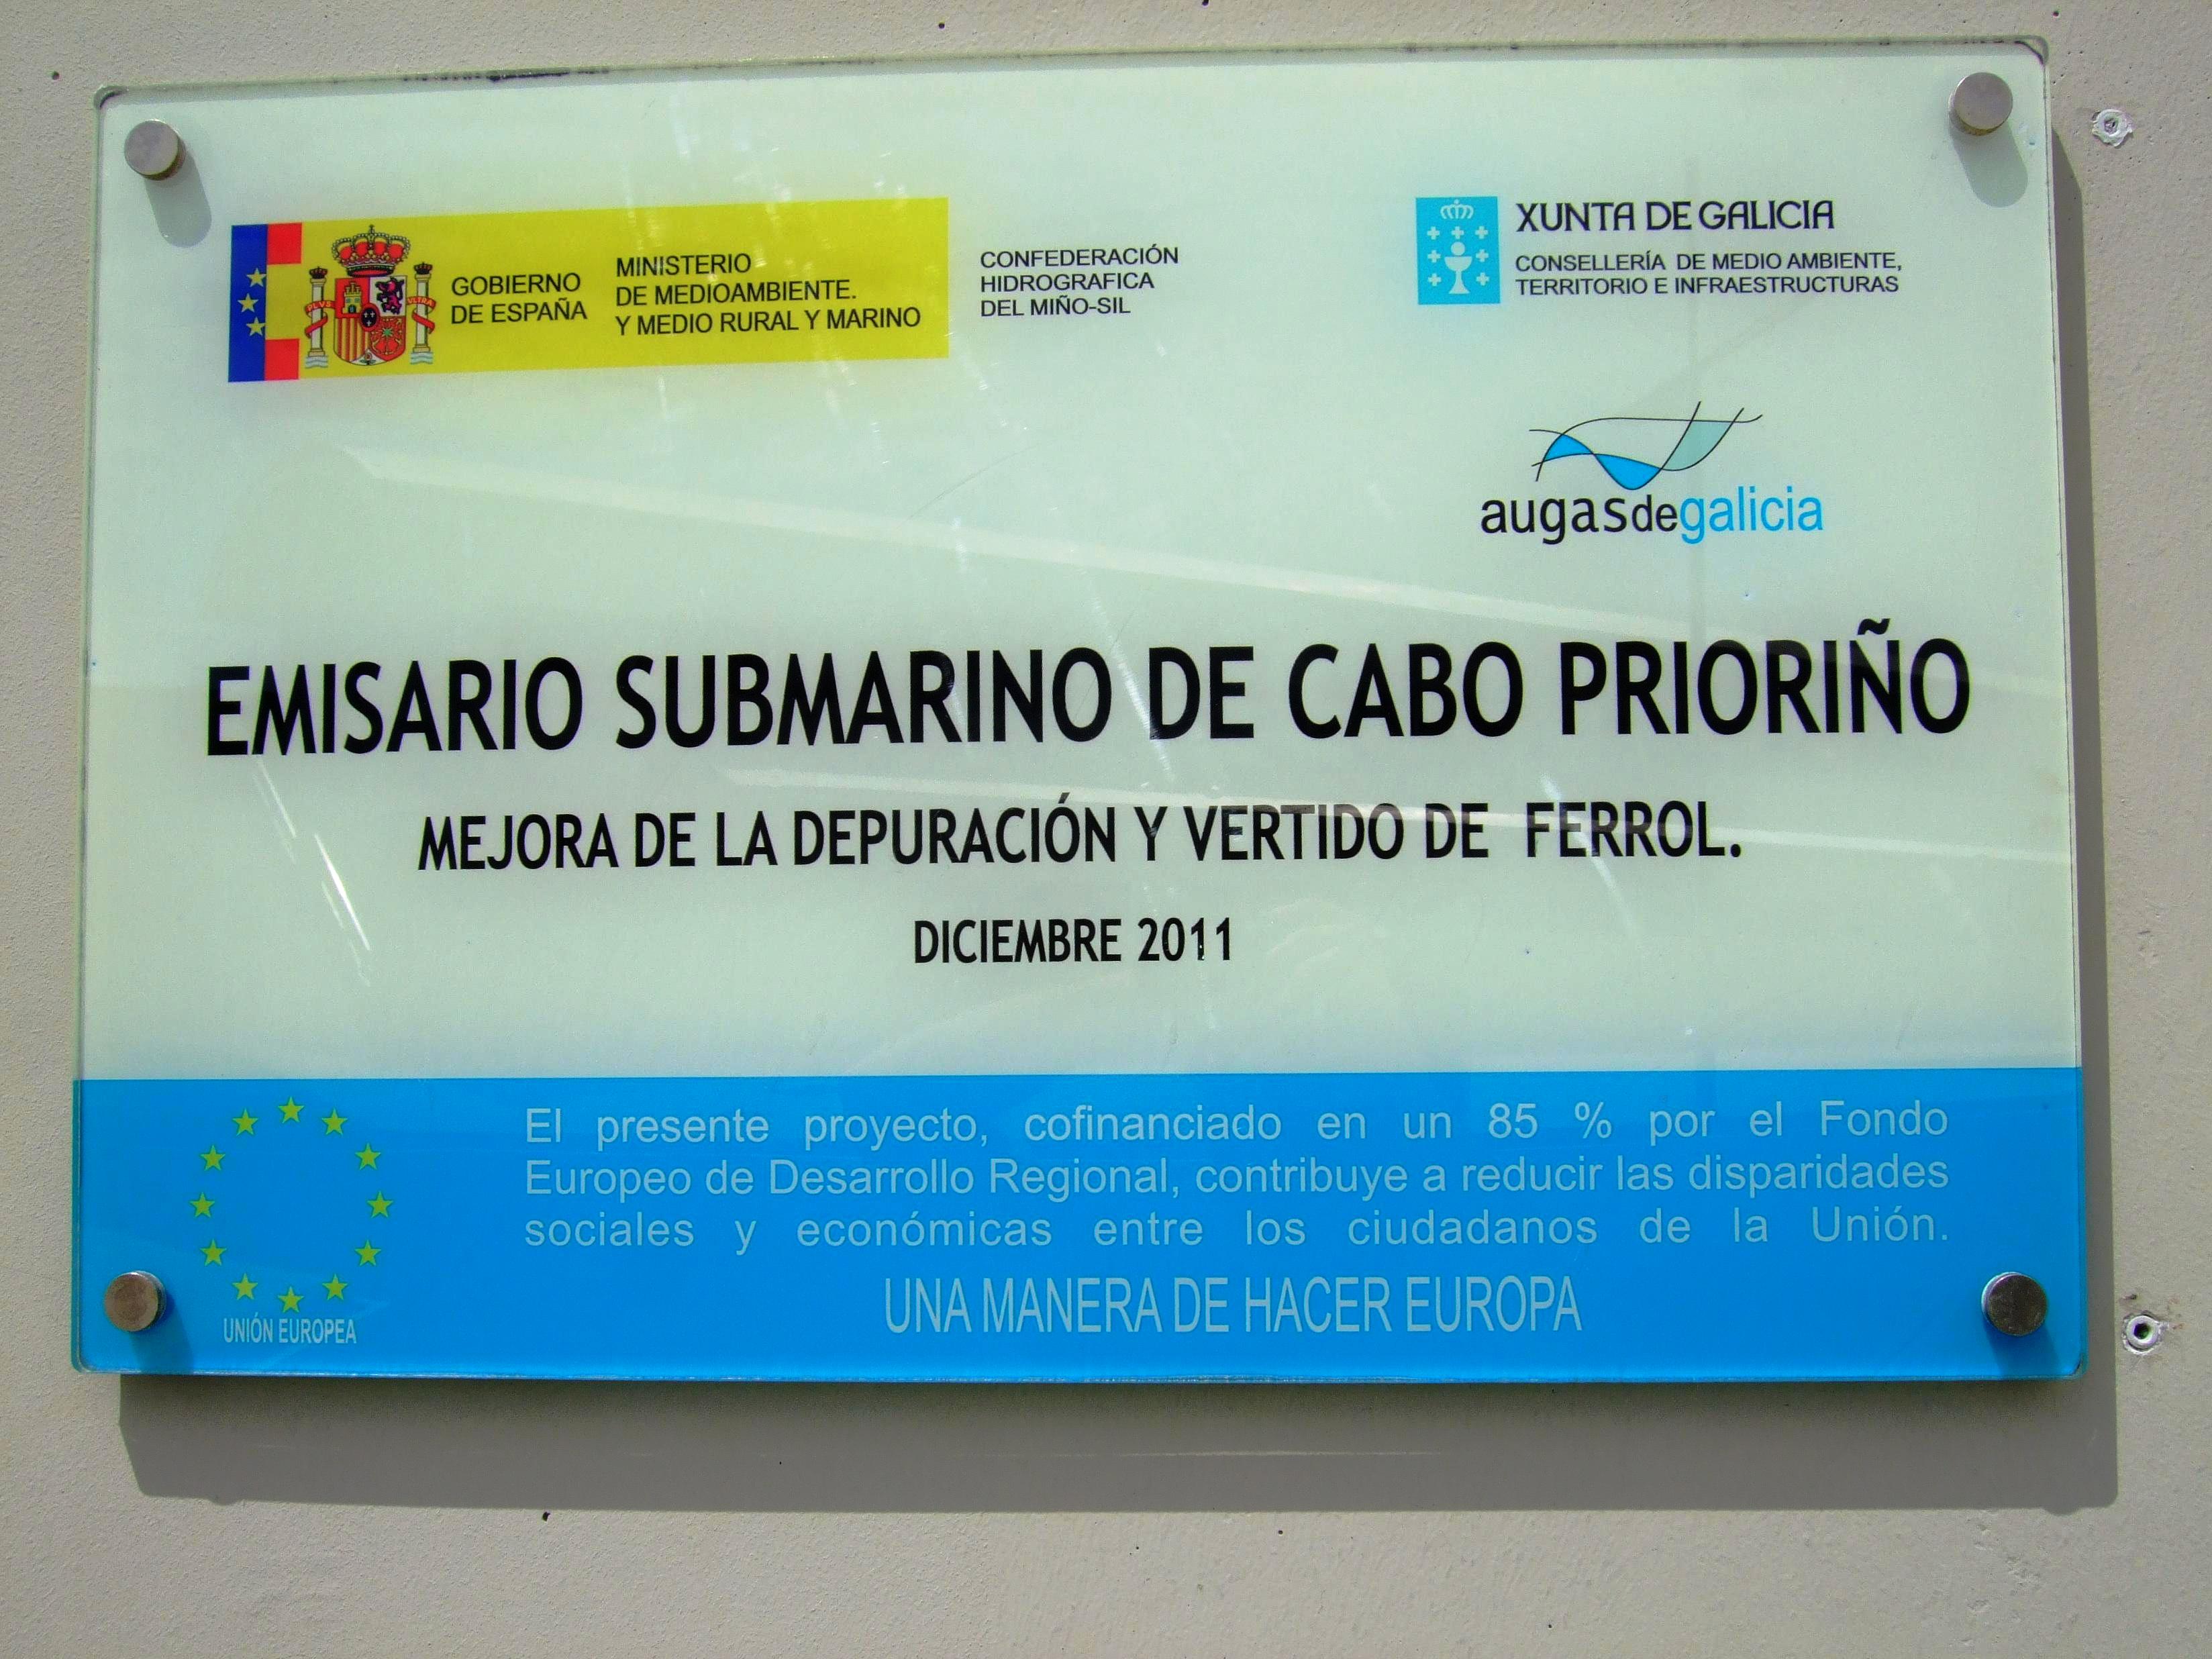 GOBIERNO
DE ESPAÑA
MINISTERIO
DE MEDIOAMBIENTE.
Y MEDIO RURAL Y MARINO
CONFEDERACIÓN
HIDROGRAFICA
DEL MIÑO-SIL
XUNTA DE GALICIA
CONSELLERÍA DE MEDIO AMBIENTE,
TERRITORIO E INFRAESTRUCTURAS
augasdegalicia
EMISARIO SUBMARINO DE CABO PRIORIÑO
MEJORA DE LA DEPURACIÓN Y VERTIDO DE FERROL.
DICIEMBRE 2011
El presente proyecto, cofinanciado en un 85 % por el Fondo
Europeo de Desarrollo Regional, contribuye a reducir las disparidades
sociales y económicas entre los ciudadanos de la Unión.
UNA MANERA DE HACER EUROPA
UNIÓN EUROPEA